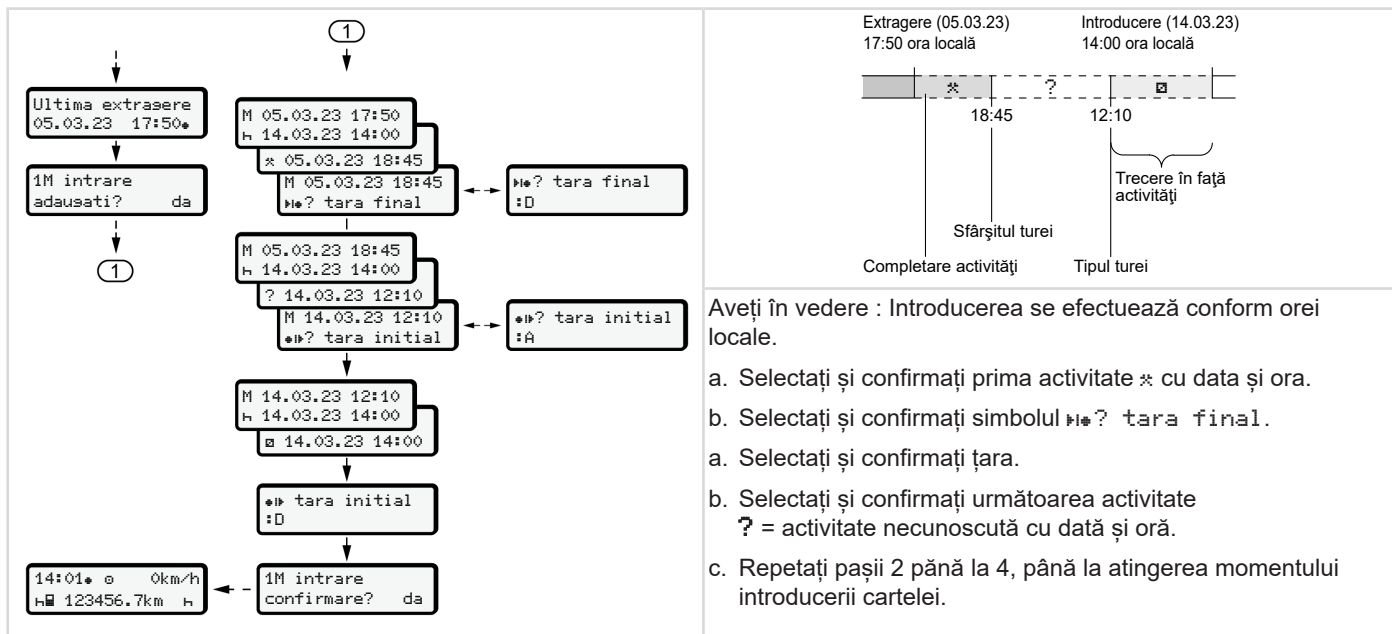 1
Ultima extragere
05.03.23 17:50
1M intrare
adaugati? da
1
M 05.03.23 17:50
14.03.23 14:00
05.03.23 18:45
M 05.03.23 18:45
? tara final
? tara final
:D
M 05.03.23 18:45
14.03.23 14:00
? 14.03.23 12:10
M 14.03.23 12:10
? tara initial
? tara initial
:A
M 14.03.23 12:10
14.03.23 14:00
14.03.23 14:00
tara initial
:D
1M intrare
confirmare? da
14:01 0km/h
123456.7km
Extragere (05.03.23)
17:50 ora locală
Introducere (14.03.23)
14:00 ora locală
?
18:45
12:10
Trecere în faţă
activităţi
Sfârşitul turei
Completare activităţi
Tipul turei
Aveți în vedere : Introducerea se efectuează conform orei
locale.
a. Selectați și confirmați prima activitate cu data și ora.
b. Selectați și confirmați simbolul ? tara final.
a. Selectați și confirmați țara.
b. Selectați și confirmați următoarea activitate
? = activitate necunoscută cu dată și oră.
c. Repetați pașii 2 pănă la 4, până la atingerea momentului
introducerii cartelei.